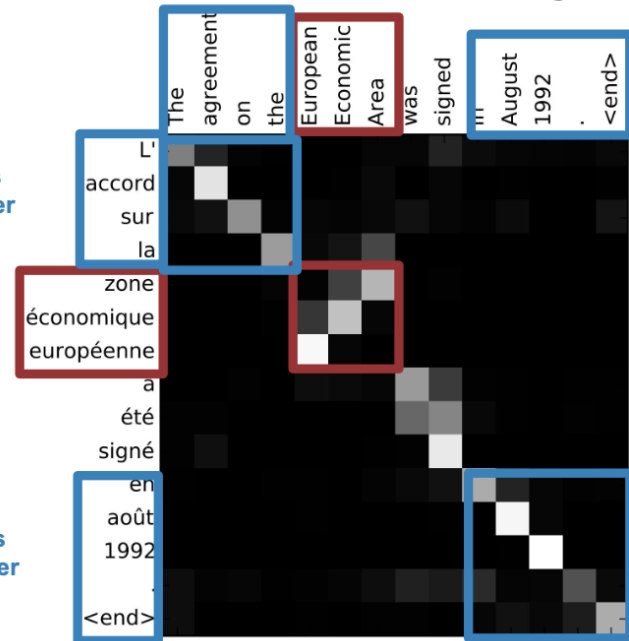 The agreement on the European Economic Area was signed in August 1992 . <end>
L'
accord
sur
la
zone
économique
européenne
a
été
signé
en
août
1992
.
<end>